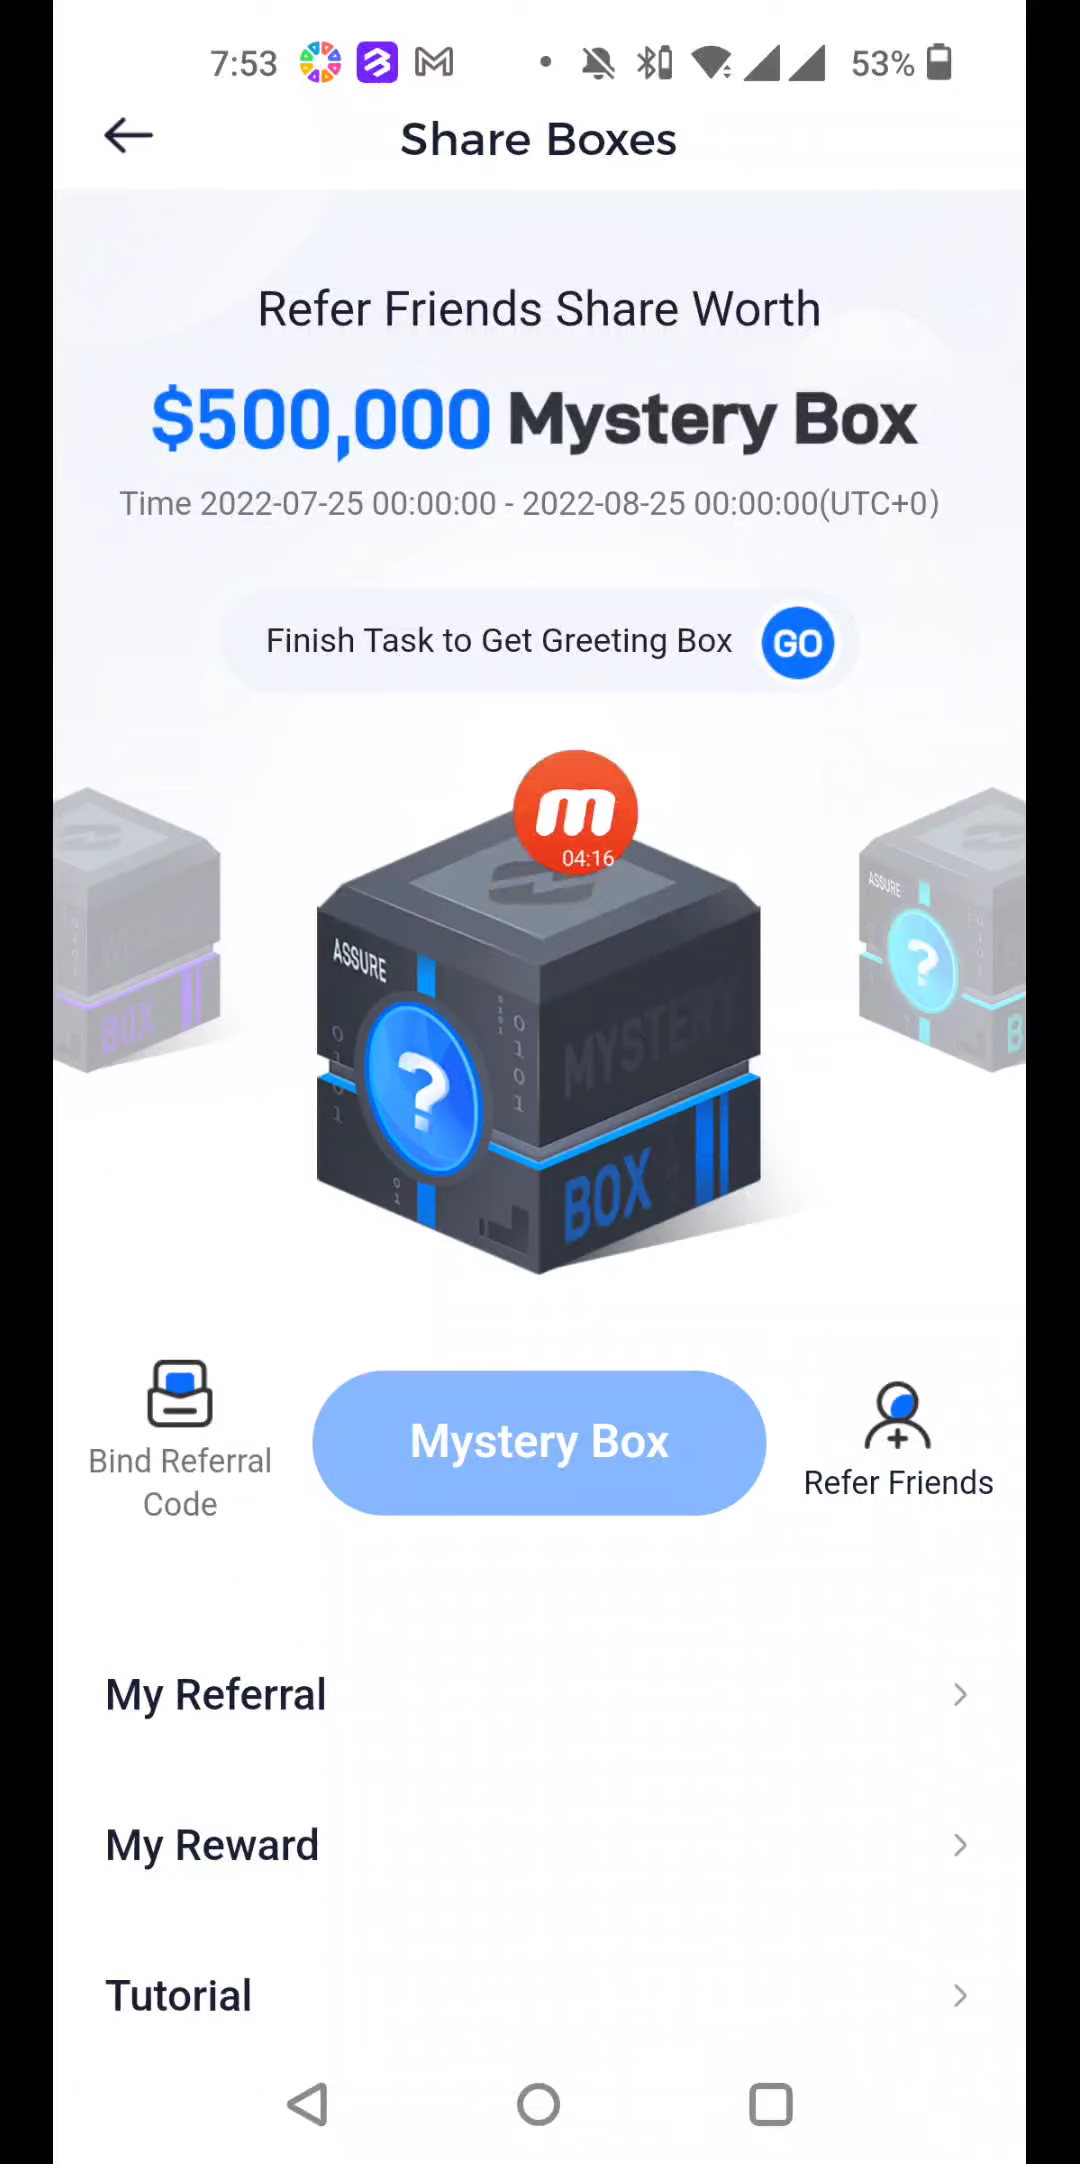 7:53
53%
Share Boxes
Refer Friends Share Worth
$500,000 Mystery Box
Time 2022-07-25 00:00:00 - 2022-08-25 00:00:00(UTC+0)
Finish Task to Get Greeting Box GO
m
04:16
ASSURE
ASSURE
MYSTERY
BOX
BOX
Bind Referral
Code
Mystery Box
Refer Friends
My Referral
My Reward
Tutorial